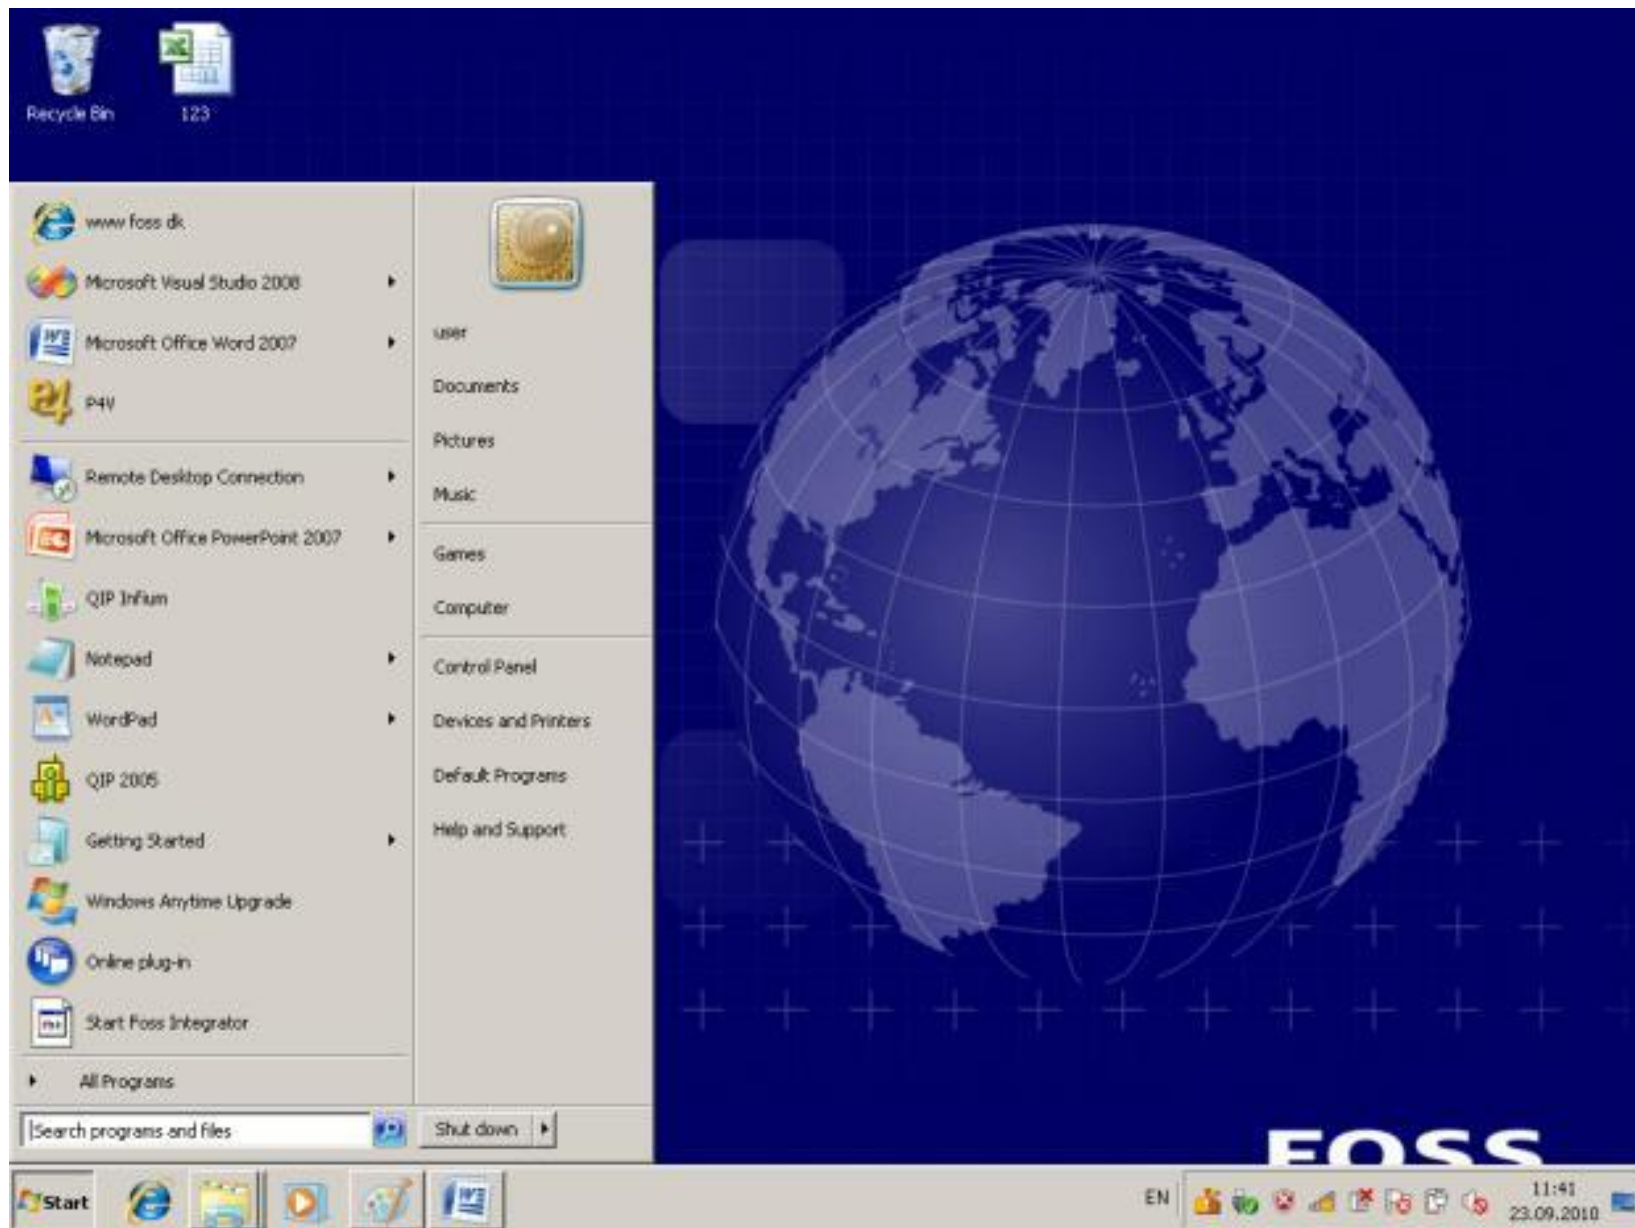 Recycle Bin
123
www foss dk
Microsoft Visual Studio 2008
Microsoft Office Word 2007
P4V
Remote Desktop Connection
Microsoft Office PowerPoint 2007
QIP Infium
Notepad
WordPad
QIP 2005
Getting Started
Windows Anytime Upgrade
Online plug-in
Start Foss Integrator
All Programs
Search programs and files
user
Documents
Pictures
Music
Games
Computer
Control Panel
Devices and Printers
Default Programs
Help and Support
Shut down
FOSS
Start
EN
11:41
23.09.2010